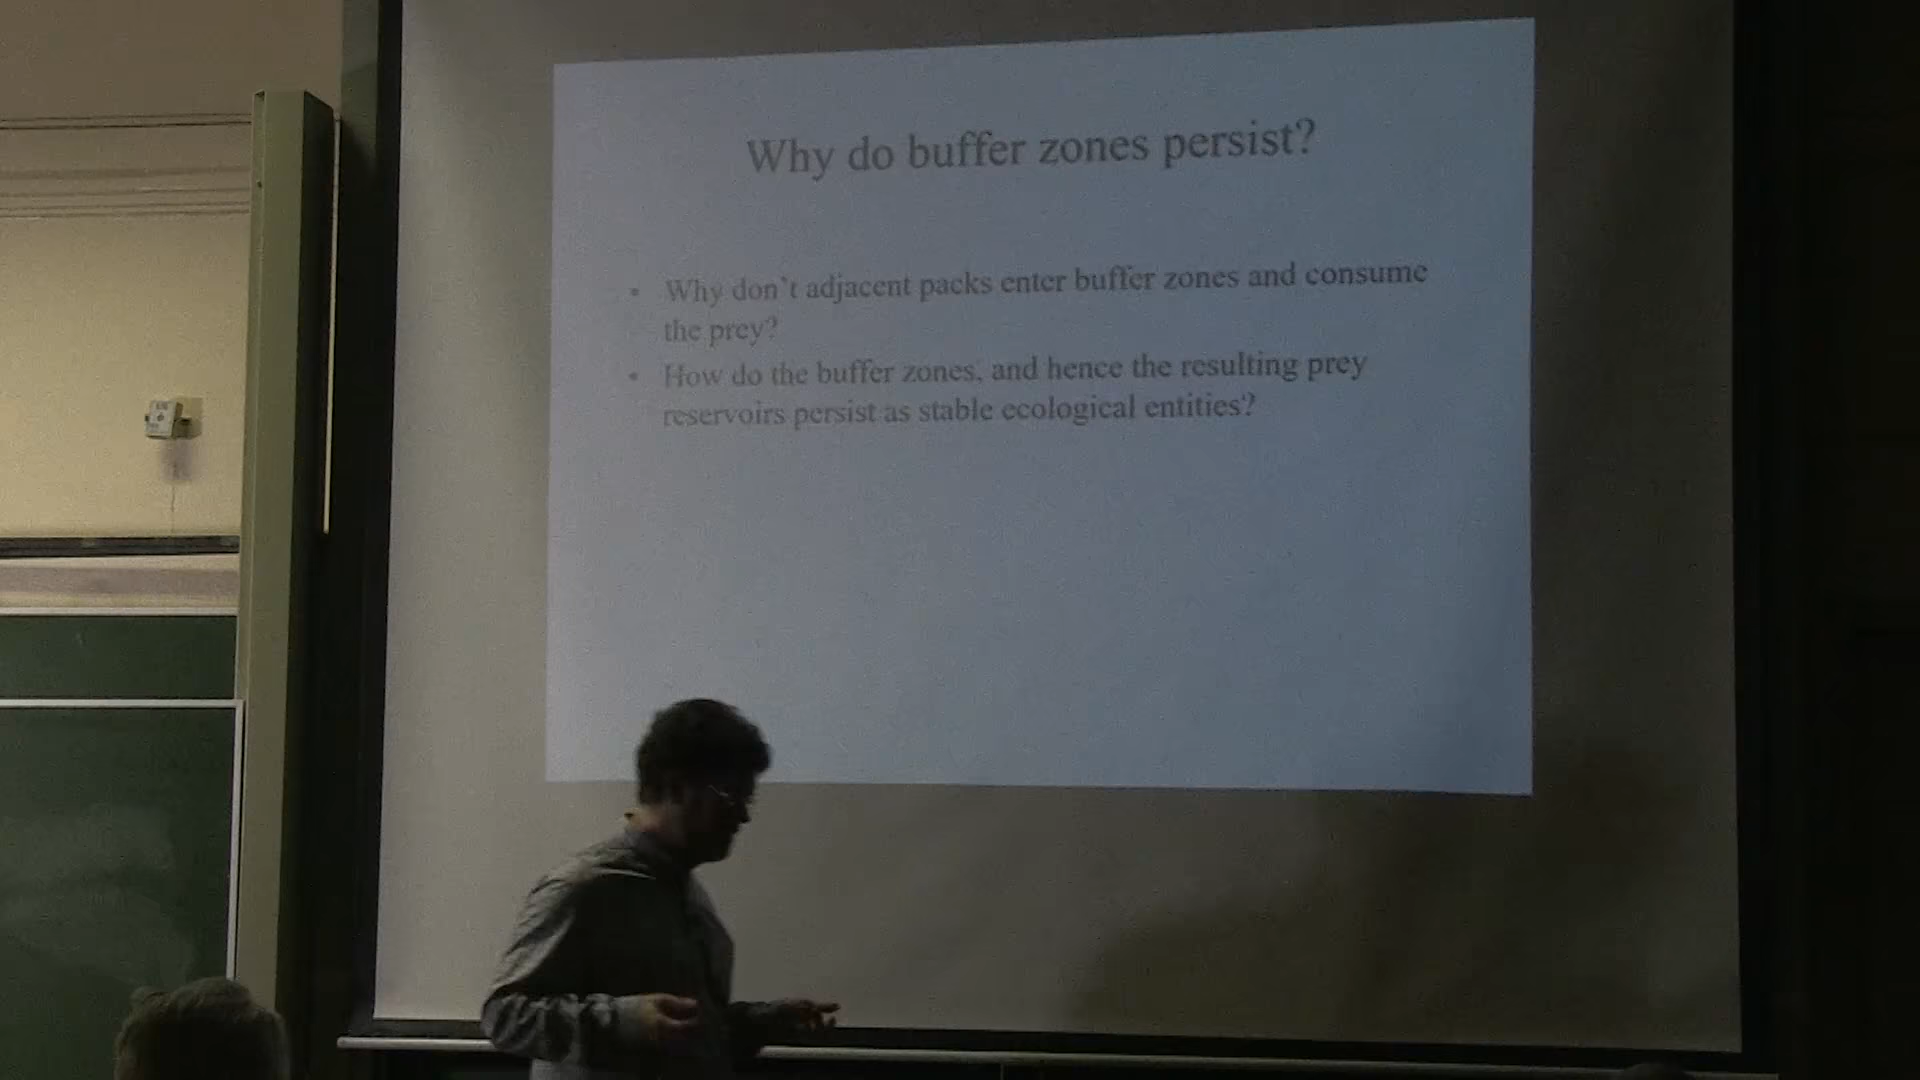 Why do buffer zones persist?
• Why don't adjacent packs enter buffer zones and consume
the prey?
• How do the buffer zones, and hence the resulting prey
reservoirs persist as stable ecological entities?